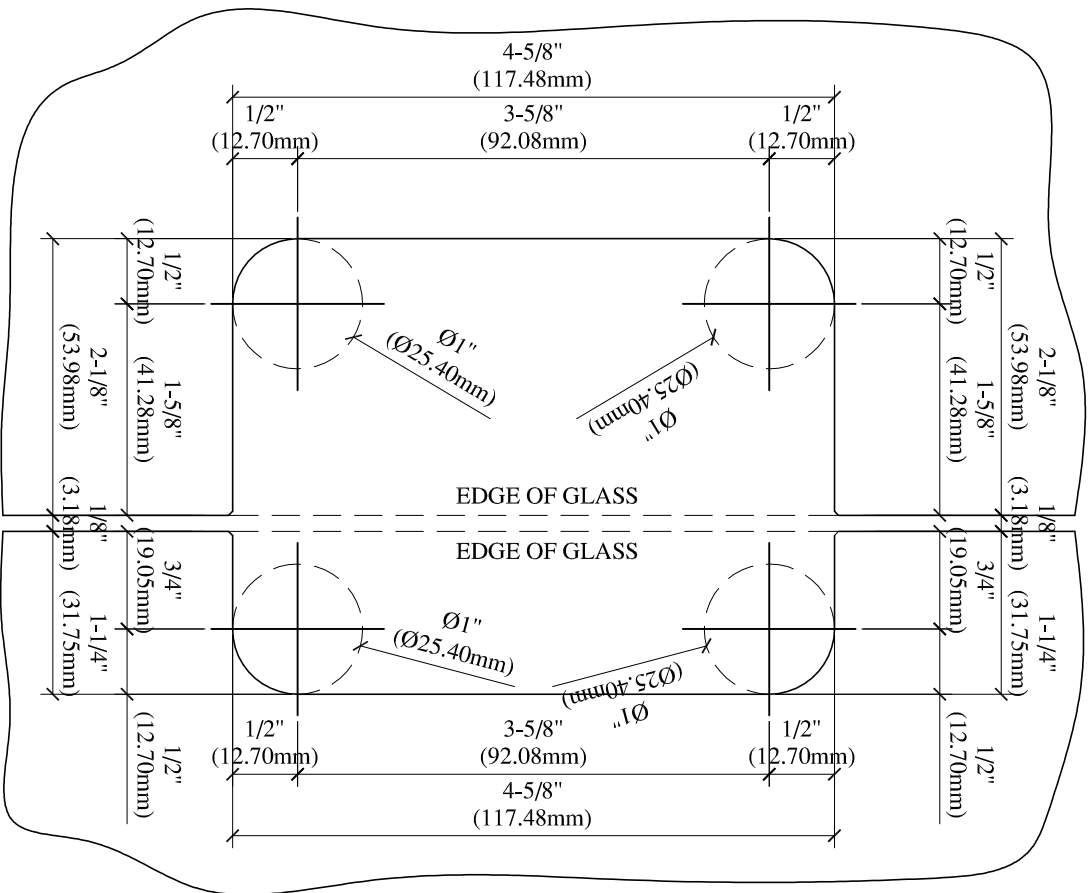 4-5/8"
(117.48mm)
1/2"
(12.70mm)
3-5/8"
(92.08mm)
1/2"
(12.70mm)
1/2"
(12.70mm)
1/2"
(12.70mm)
2-1/8"
(53.98mm)
1-5/8"
(41.28mm)
Ø1"
(Ø25.40mm)
Ø1"
(Ø25.40mm)
1-5/8"
(41.28mm)
2-1/8"
(53.98mm)
EDGE OF GLASS
1/8"
(3.18mm)
1/8"
(3.18mm)
EDGE OF GLASS
1-1/4"
(31.75mm)
3/4"
(19.05mm)
Ø1"
(Ø25.40mm)
Ø1"
(Ø25.40mm)
3/4"
(19.05mm)
1-1/4"
(31.75mm)
1/2"
(12.70mm)
1/2"
(12.70mm)
3-5/8"
(92.08mm)
1/2"
(12.70mm)
1/2"
(12.70mm)
4-5/8"
(117.48mm)